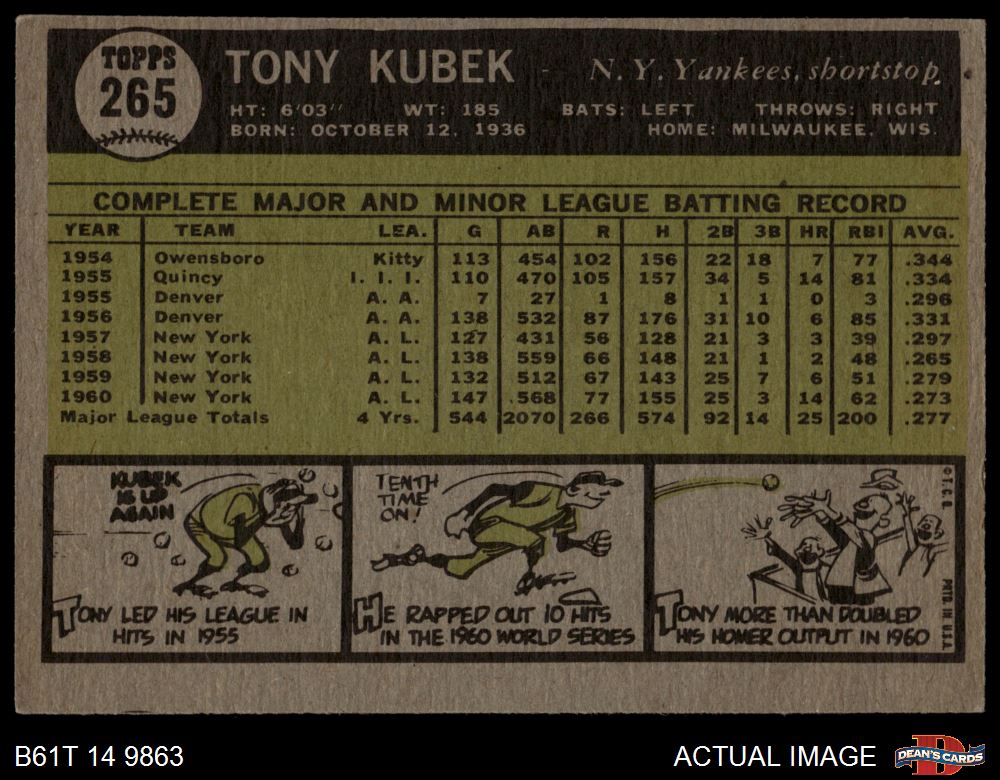 TOPPS
265
TONY KUBEK - N. Y. Yankees, shortstop
HT: 6'03" WT: 185 BATS: LEFT THROWS: RIGHT
BORN: OCTOBER 12, 1936 HOME: MILWAUKEE, WIS.
COMPLETE MAJOR AND MINOR LEAGUE BATTING RECORD
YEAR TEAM LEA. G AB R H 2B 3B HR RBI AVG.
1954 Owensboro Kitty 113 454 102 156 22 18 7 77 .344
1955 Quincy I. I. I. 110 470 105 157 34 5 14 81 .334
1955 Denver A. A. 7 27 1 8 1 1 0 3 .296
1956 Denver A. A. 138 532 87 176 31 10 6 85 .331
1957 New York A. L. 127 431 56 128 21 3 3 39 .297
1958 New York A. L. 138 559 66 148 21 1 2 48 .265
1959 New York A. L. 132 512 67 143 25 7 6 51 .279
1960 New York A. L. 147 568 77 155 25 3 14 62 .273
Major League Totals 4 Yrs. 544 2070 266 574 92 14 25 200 .277
KUBEK
IS UP
AGAIN
TONY LED HIS LEAGUE IN
HITS IN 1955
TENTH
TIME
ON!
HE RAPPED OUT 10 HITS
IN THE 1960 WORLD SERIES
TONY MORE THAN DOUBLED
HIS HOMER OUTPUT IN 1960
© T. C. G.
PRTD. IN U.S.A.
B61T 14 9863
ACTUAL IMAGE
DEAN'S CARDS